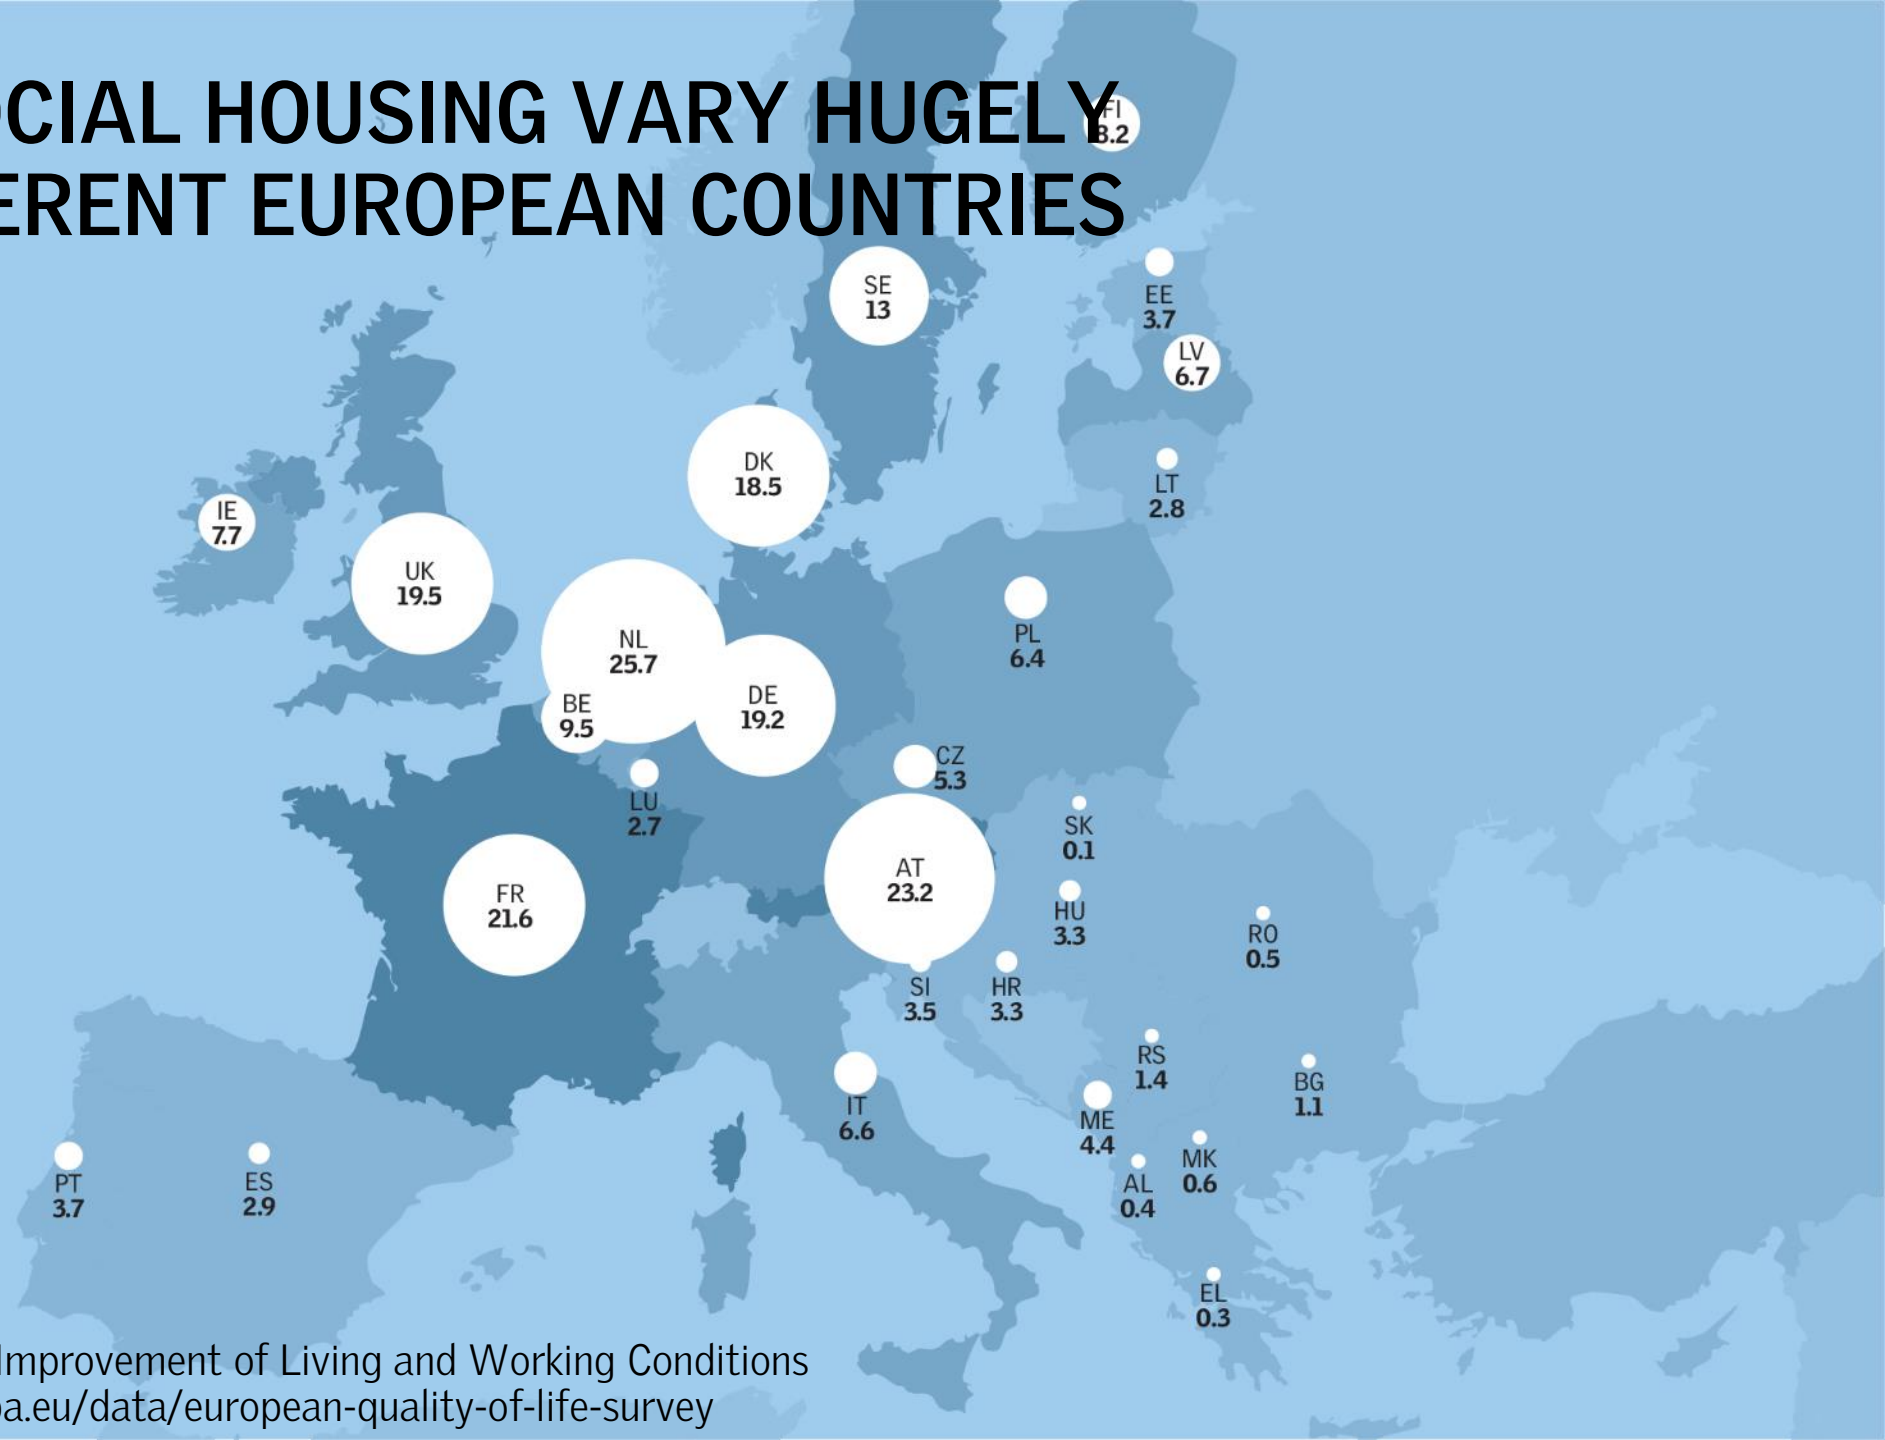 OCIAL HOUSING VARY HUGELY
ERENT EUROPEAN COUNTRIES
FI
8.2
SE
13
EE
3.7
LV
6.7
DK
18.5
LT
2.8
IE
7.7
UK
19.5
NL
25.7
PL
6.4
BE
9.5
DE
19.2
CZ
5.3
LU
2.7
SK
0.1
AT
23.2
FR
21.6
HU
3.3
RO
0.5
SI
3.5
HR
3.3
RS
1.4
BG
1.1
IT
6.6
ME
4.4
MK
0.6
PT
3.7
ES
2.9
AL
0.4
EL
0.3
Improvement of Living and Working Conditions
pa.eu/data/european-quality-of-life-survey